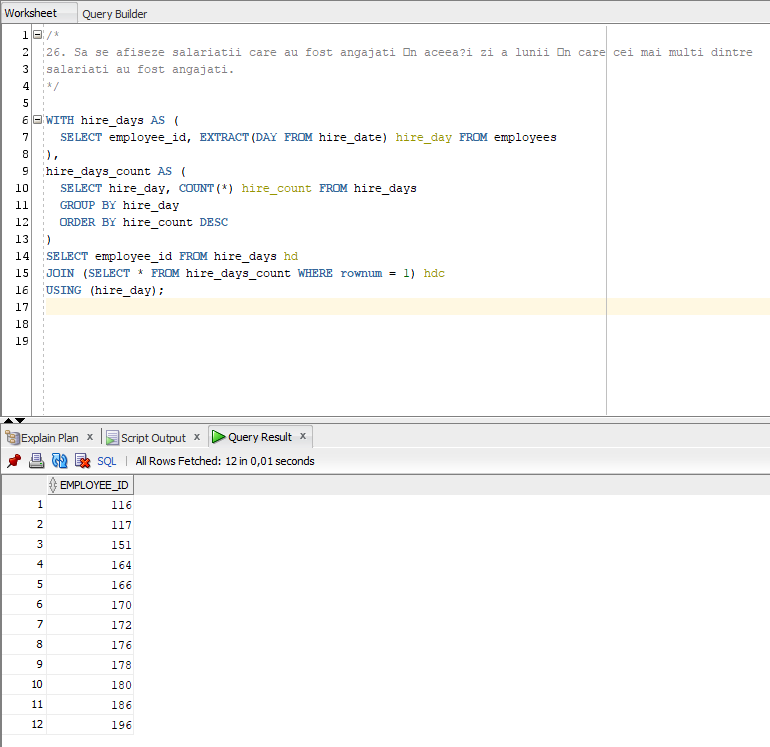 Worksheet Query Builder
1 /*
2 26. Sa se afiseze salariatii care au fost angajati □n aceea?i zi a lunii □n care cei mai multi dintre
3 salariati au fost angajati.
4 */
5
6 WITH hire_days AS (
7 SELECT employee_id, EXTRACT(DAY FROM hire_date) hire_day FROM employees
8 ),
9 hire_days_count AS (
10 SELECT hire_day, COUNT(*) hire_count FROM hire_days
11 GROUP BY hire_day
12 ORDER BY hire_count DESC
13 )
14 SELECT employee_id FROM hire_days hd
15 JOIN (SELECT * FROM hire_days_count WHERE rownum = 1) hdc
16 USING (hire_day);
17
18
19
Explain Plan x Script Output x Query Result x
SQL | All Rows Fetched: 12 in 0,01 seconds
EMPLOYEE_ID
1 116
2 117
3 151
4 164
5 166
6 170
7 172
8 176
9 178
10 180
11 186
12 196